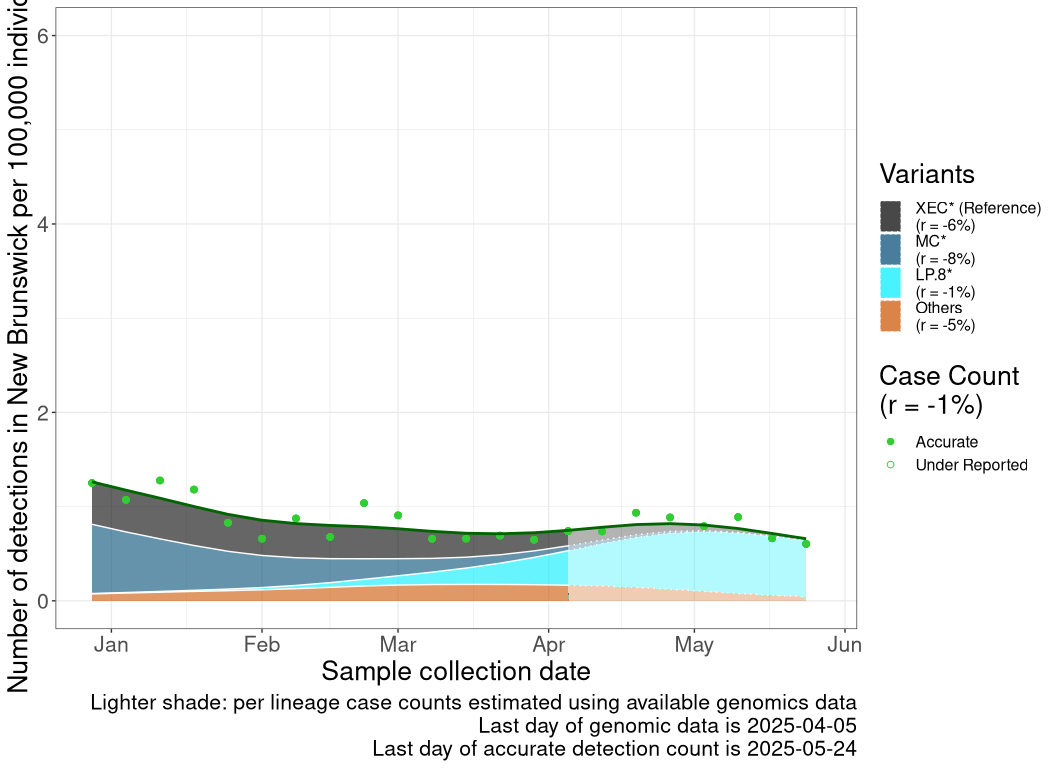 Number of detections in New Brunswick per 100,000
6
4
2
0
Jan Feb Mar Apr May Jun
Sample collection date
Lighter shade: per lineage case counts estimated using available genomics data
Last day of genomic data is 2025-04-05
Last day of accurate detection count is 2025-05-24
Variants
XEC* (Reference)
(r = -6%)
MC*
(r = -8%)
LP.8*
(r = -1%)
Others
(r = -5%)
Case Count
(r = -1%)
Accurate
Under Reported